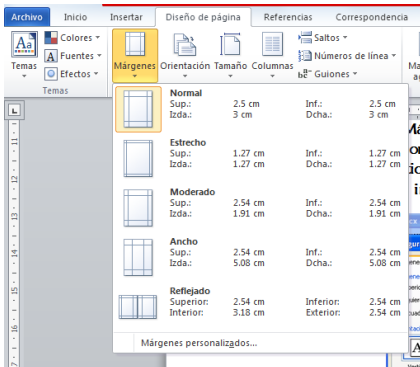 Archivo Inicio Insertar Diseño de página Referencias Correspondencia
Aa Colores Saltos
A Fuentes Números de línea
Temas Efectos Márgenes Orientación Tamaño Columnas Guiones
Temas
Normal
Sup.: 2.5 cm Inf.: 2.5 cm
Izda.: 3 cm Dcha.: 3 cm
Estrecho
Sup.: 1.27 cm Inf.: 1.27 cm
Izda.: 1.27 cm Dcha.: 1.27 cm
Moderado
Sup.: 2.54 cm Inf.: 2.54 cm
Izda.: 1.91 cm Dcha.: 1.91 cm
Ancho
Sup.: 2.54 cm Inf.: 2.54 cm
Izda.: 5.08 cm Dcha.: 5.08 cm
Reflejado
Superior: 2.54 cm Inferior: 2.54 cm
Interior: 3.18 cm Exterior: 2.54 cm
Márgenes personalizados...